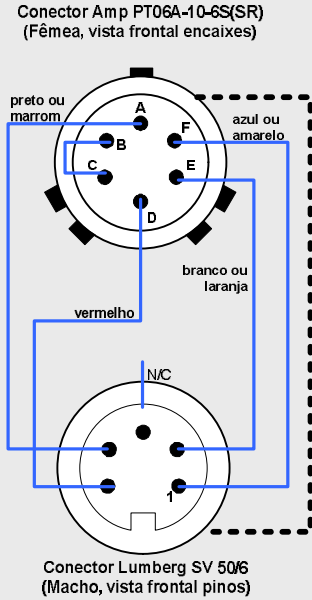 Conector Amp PT06A-10-6S(SR)
(Fêmea, vista frontal encaixes)
preto ou
marrom
A
azul ou
amarelo
F
B
C
E
D
branco ou
laranja
vermelho
N/C
1
Conector Lumberg SV 50/6
(Macho, vista frontal pinos)